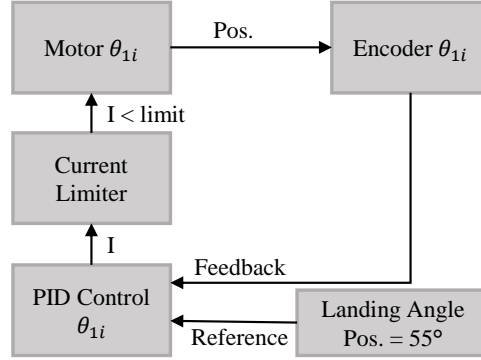 Motor θ₁ᵢ
Pos.
Encoder θ₁ᵢ
I < limit
Current
Limiter
I
Feedback
PID Control
θ₁ᵢ
Reference
Landing Angle
Pos. = 55°